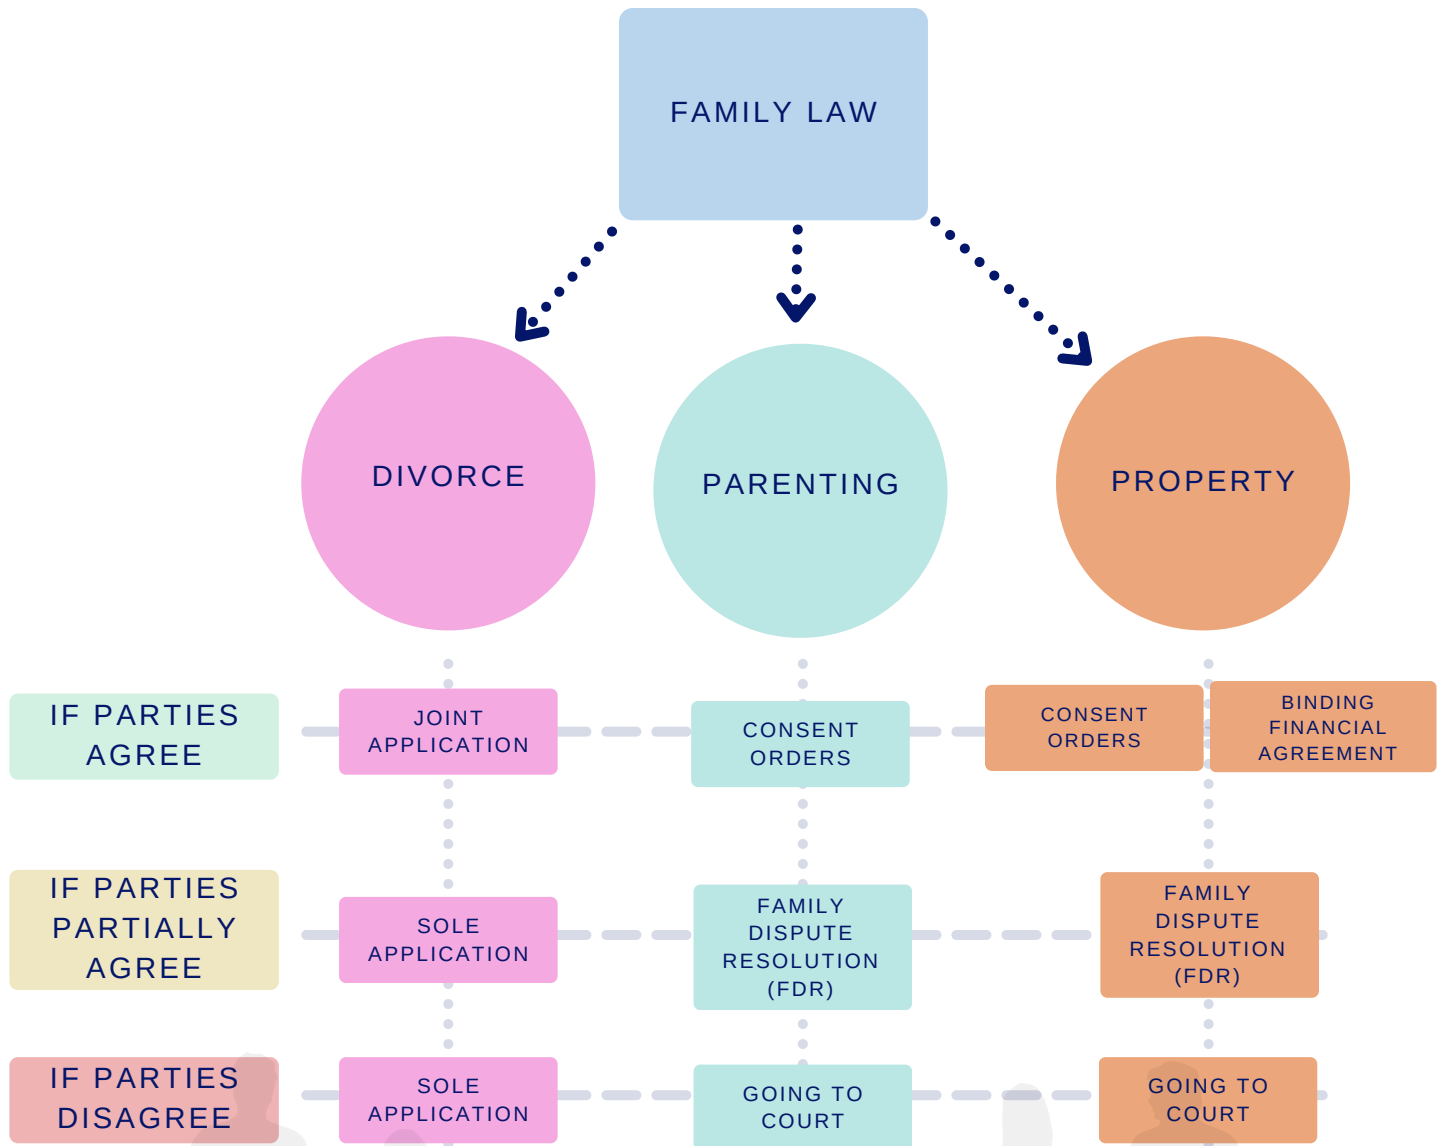 FAMILY LAW
DIVORCE
PARENTING
PROPERTY
IF PARTIES
AGREE
JOINT
APPLICATION
CONSENT
ORDERS
CONSENT
ORDERS
BINDING
FINANCIAL
AGREEMENT
IF PARTIES
PARTIALLY
AGREE
SOLE
APPLICATION
FAMILY
DISPUTE
RESOLUTION
(FDR)
FAMILY
DISPUTE
RESOLUTION
(FDR)
IF PARTIES
DISAGREE
SOLE
APPLICATION
GOING TO
COURT
GOING TO
COURT